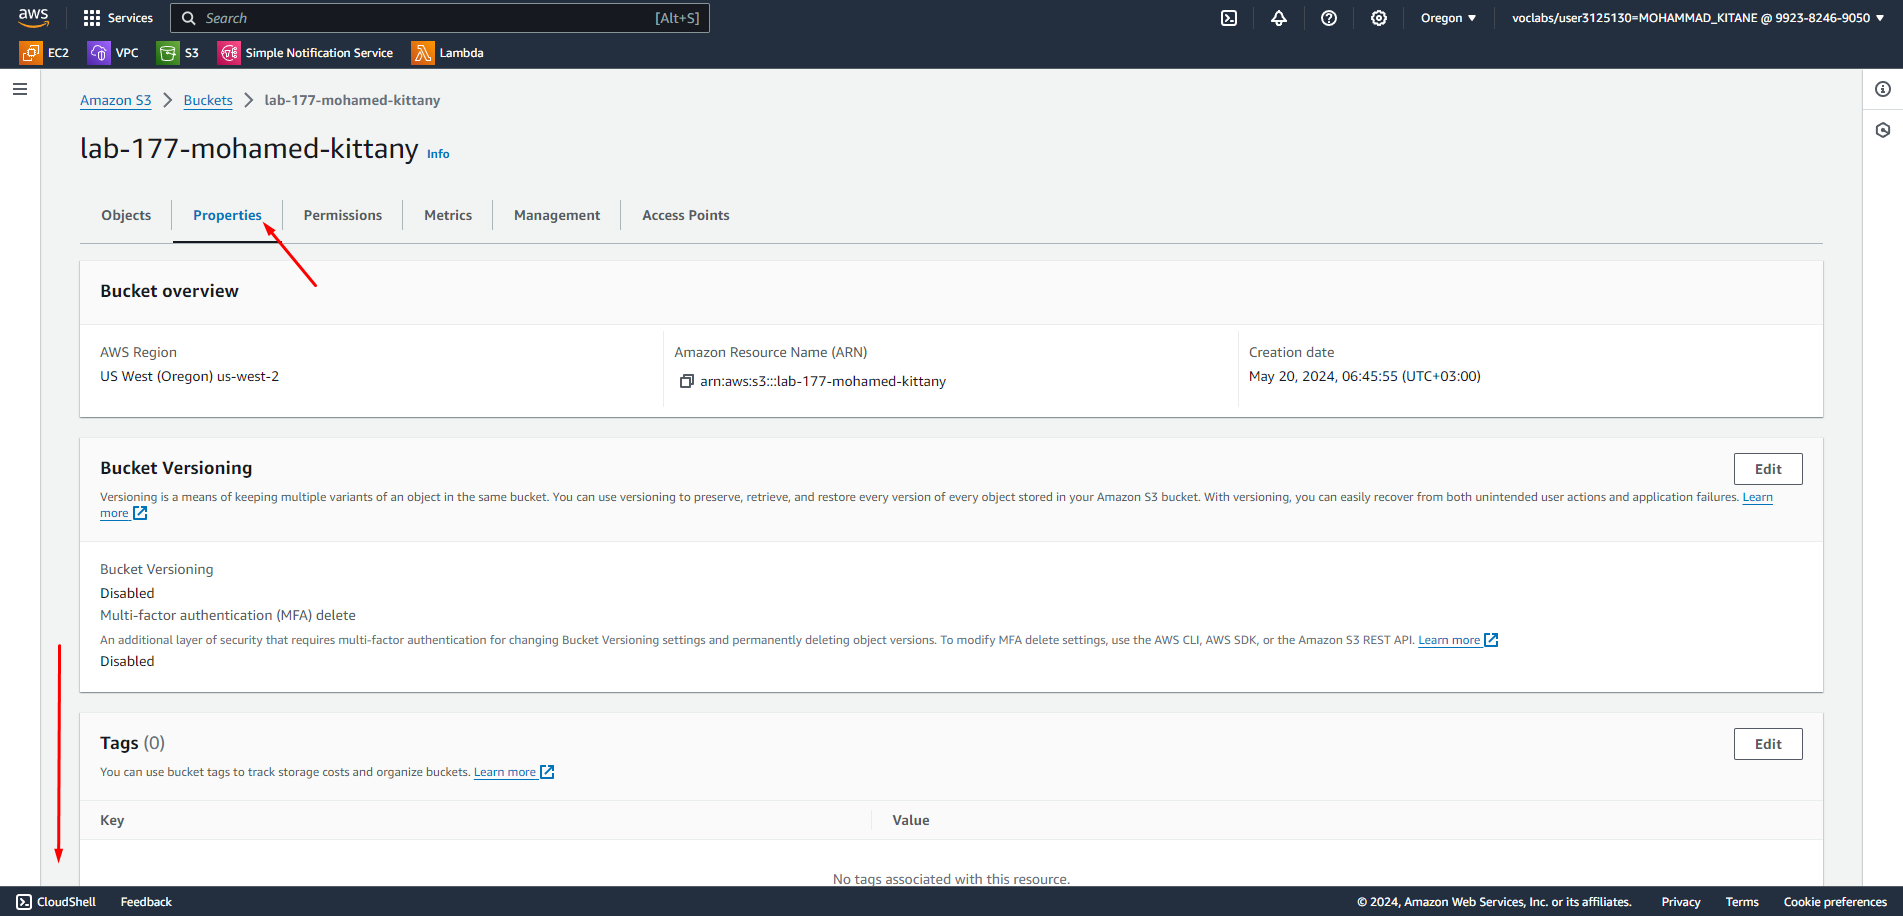 aws Services Search [Alt+S] Oregon voclabs/user3125130=MOHAMMAD_KITANE @ 9923-8246-9050
EC2 VPC S3 Simple Notification Service Lambda
Amazon S3 Buckets lab-177-mohamed-kittany
lab-177-mohamed-kittany Info
Objects Properties Permissions Metrics Management Access Points
Bucket overview
AWS Region
US West (Oregon) us-west-2
Amazon Resource Name (ARN)
arn:aws:s3:::lab-177-mohamed-kittany
Creation date
May 20, 2024, 06:45:55 (UTC+03:00)
Bucket Versioning Edit
Versioning is a means of keeping multiple variants of an object in the same bucket. You can use versioning to preserve, retrieve, and restore every version of every object stored in your Amazon S3 bucket. With versioning, you can easily recover from both unintended user actions and application failures. Learn
more
Bucket Versioning
Disabled
Multi-factor authentication (MFA) delete
An additional layer of security that requires multi-factor authentication for changing Bucket Versioning settings and permanently deleting object versions. To modify MFA delete settings, use the AWS CLI, AWS SDK, or the Amazon S3 REST API. Learn more
Disabled
Tags (0) Edit
You can use bucket tags to track storage costs and organize buckets. Learn more
Key Value
No tags associated with this resource.
CloudShell Feedback © 2024, Amazon Web Services, Inc. or its affiliates. Privacy Terms Cookie preferences